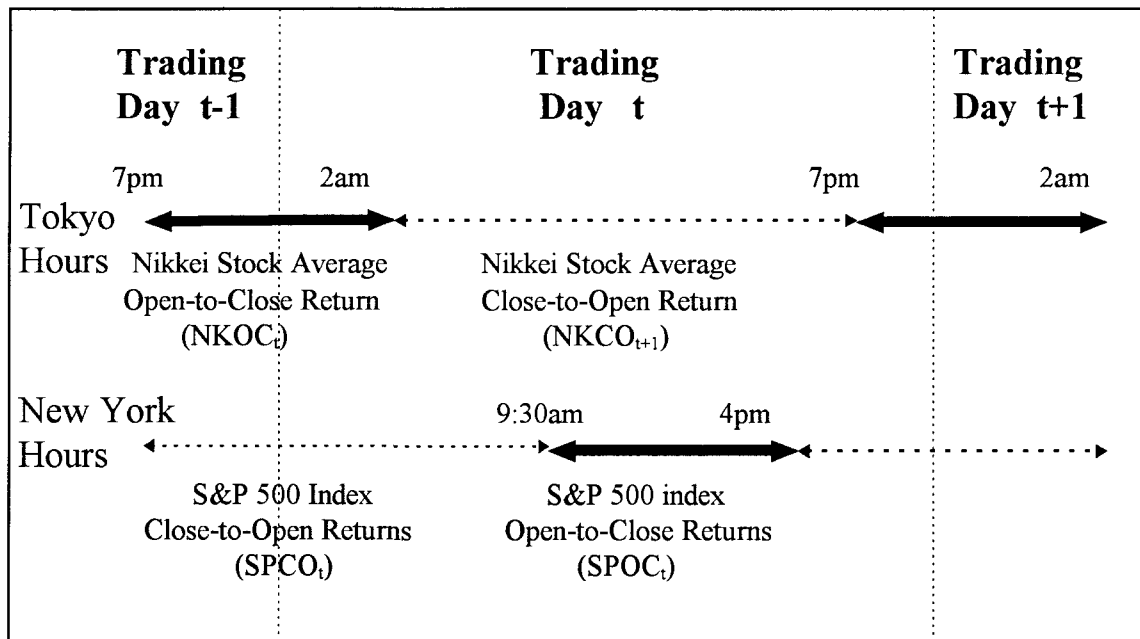 Trading
Day t-1
Trading
Day t
Trading
Day t+1
7pm
2am
7pm
2am
Tokyo
Hours
Nikkei Stock Average
Open-to-Close Return
(NKOCt)
Nikkei Stock Average
Close-to-Open Return
(NKCOt+1)
New York
Hours
9:30am
4pm
S&P 500 Index
Close-to-Open Returns
(SPCOt)
S&P 500 index
Open-to-Close Returns
(SPOCt)